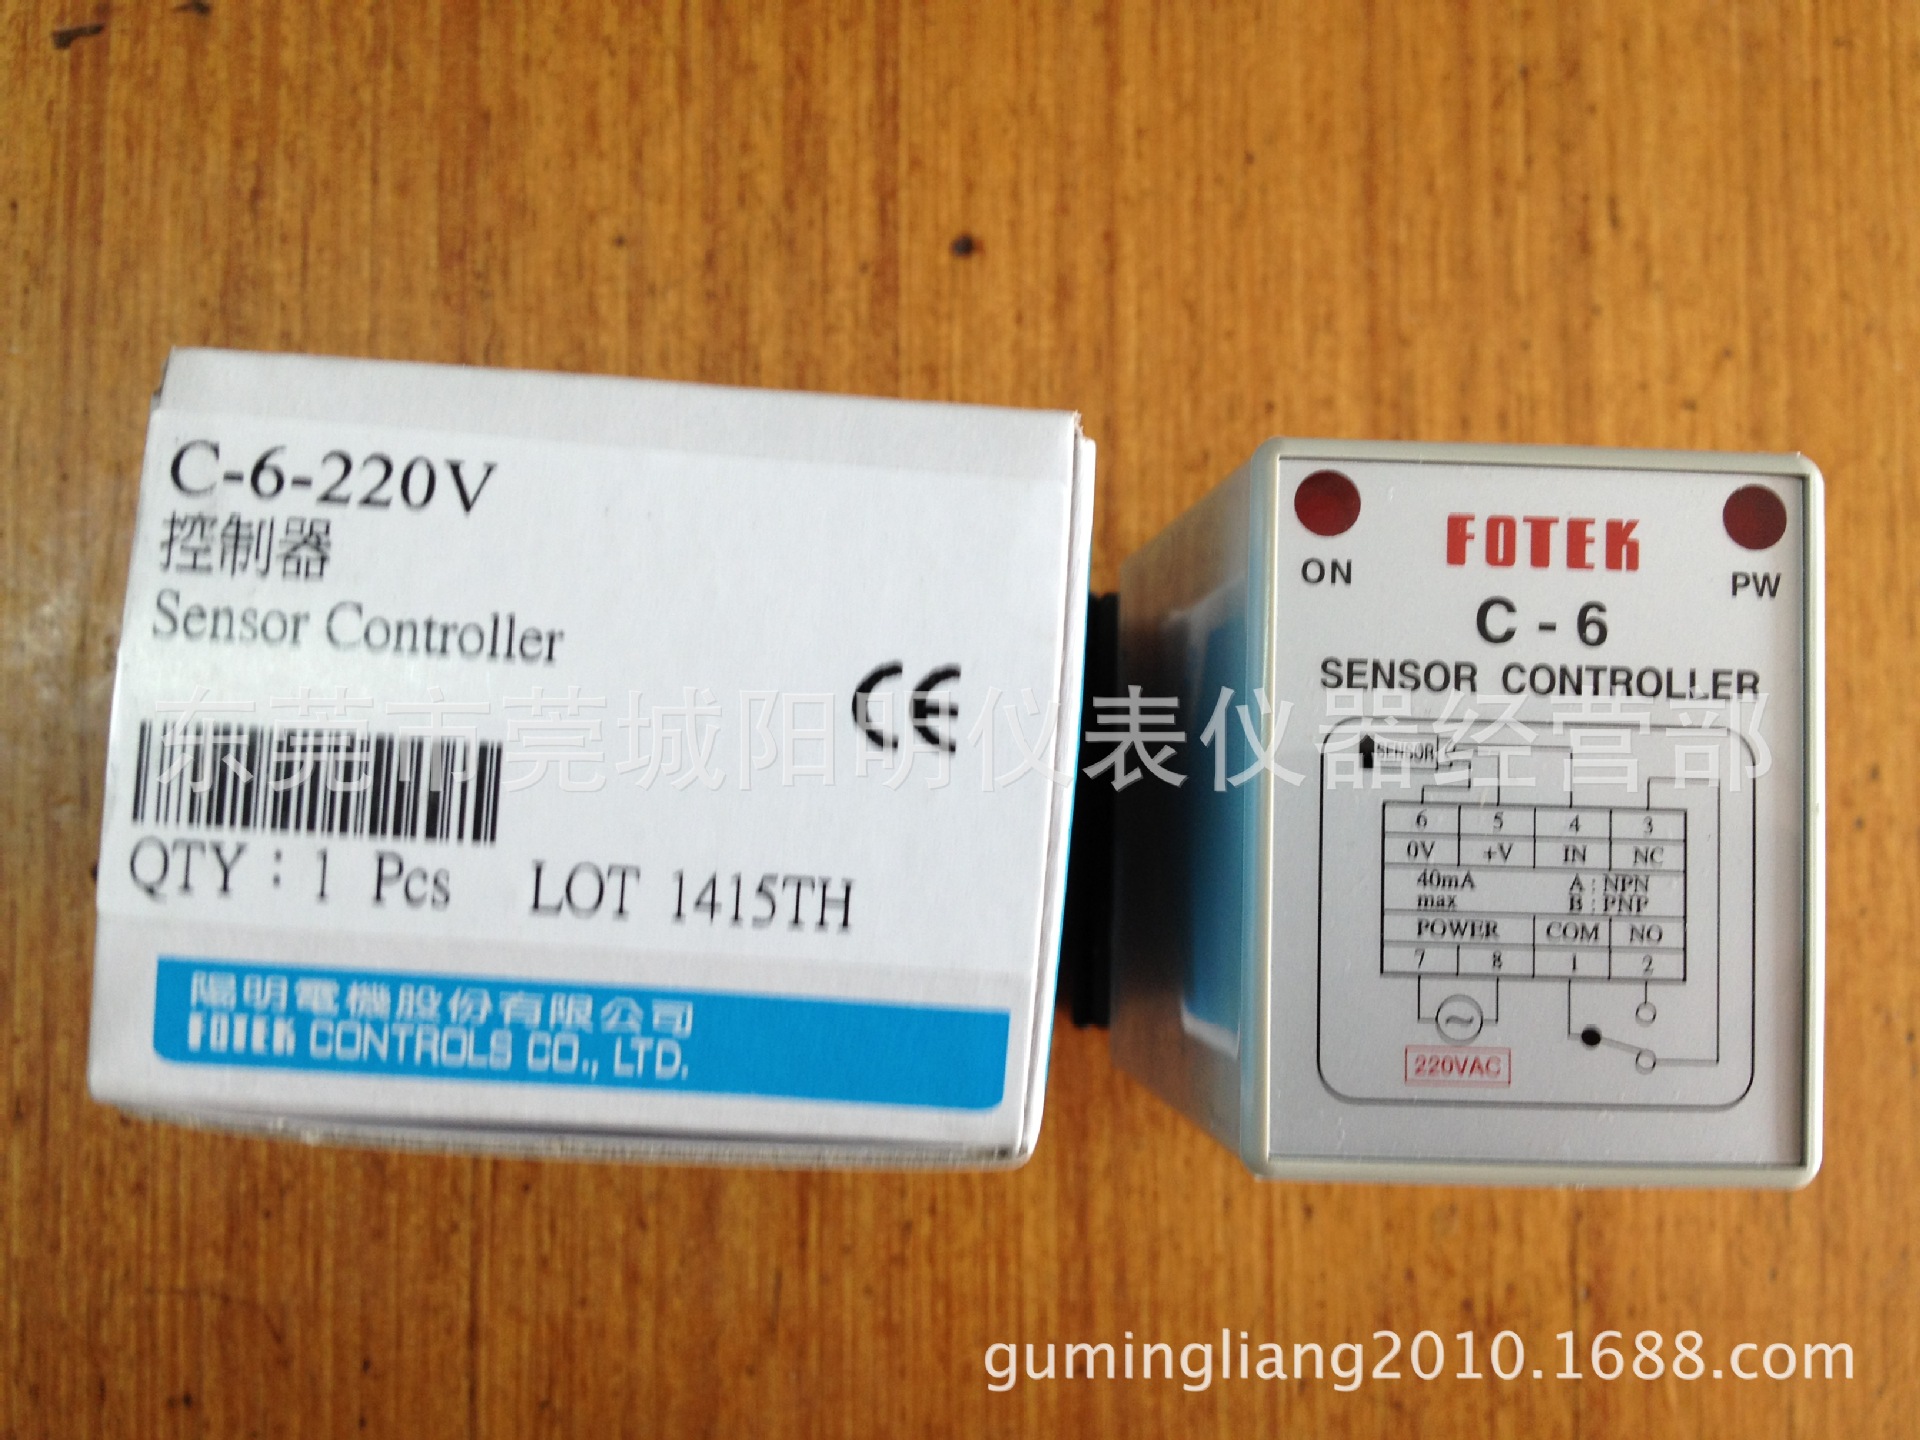 C-6-220V
控制器
Sensor Controller
CE
QTY : 1 Pcs LOT 1415TH
陽明電機股份有限公司
FOTEK CONTROLS CO., LTD.
东莞市莞城阳明仪表仪器经营部
ON FOTEK PW
C - 6
SENSOR CONTROLLER
SENSOR
6 5 4 3
0V +V IN NC
40mA A : NPN
max B : PNP
POWER COM NO
7 8 1 2
220VAC
gumingliang2010.1688.com